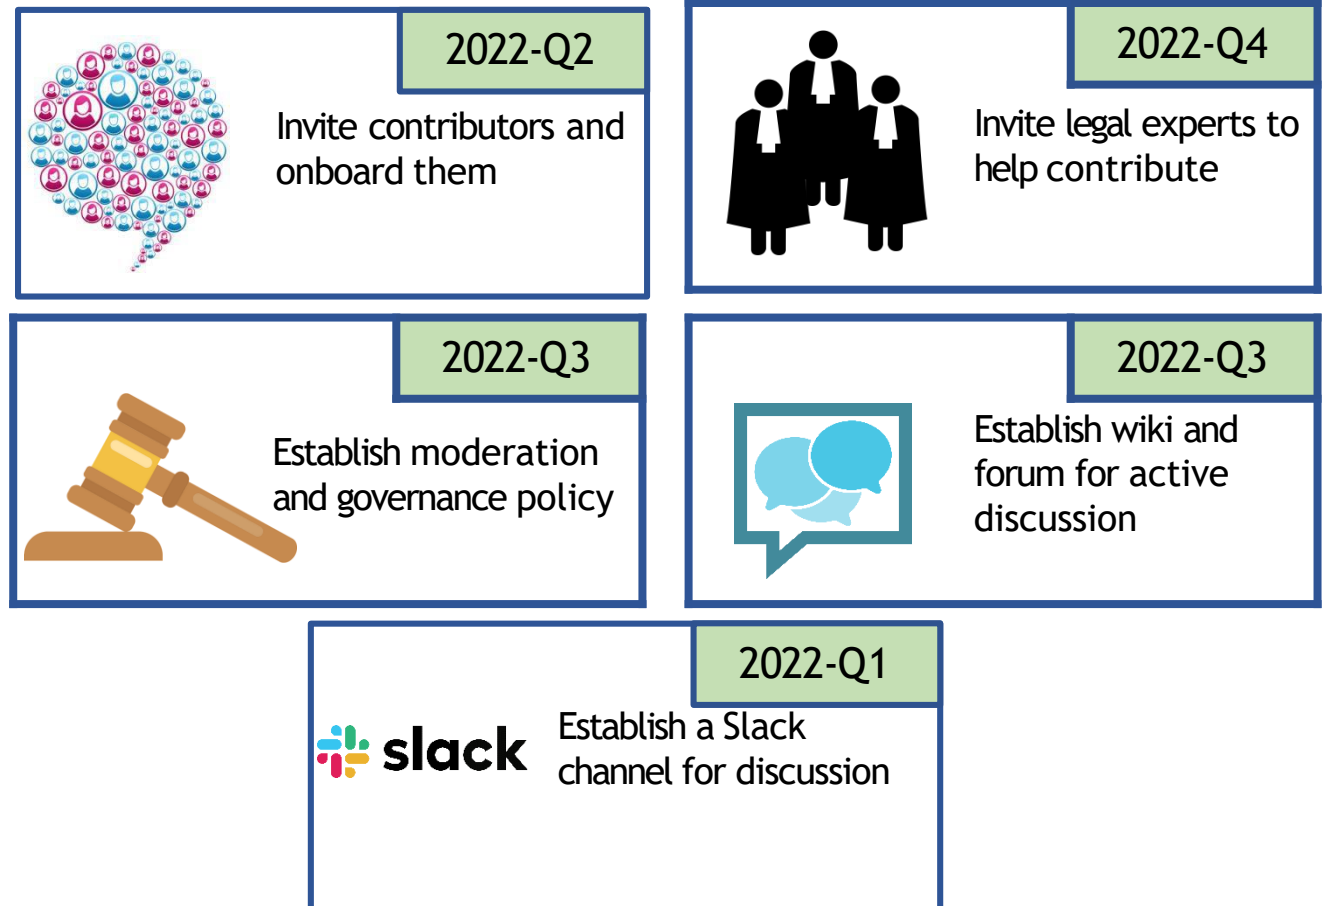 2022-Q2
Invite contributors and
onboard them
2022-Q4
Invite legal experts to
help contribute
2022-Q3
Establish moderation
and governance policy
2022-Q3
Establish wiki and
forum for active
discussion
2022-Q1
slack
Establish a Slack
channel for discussion